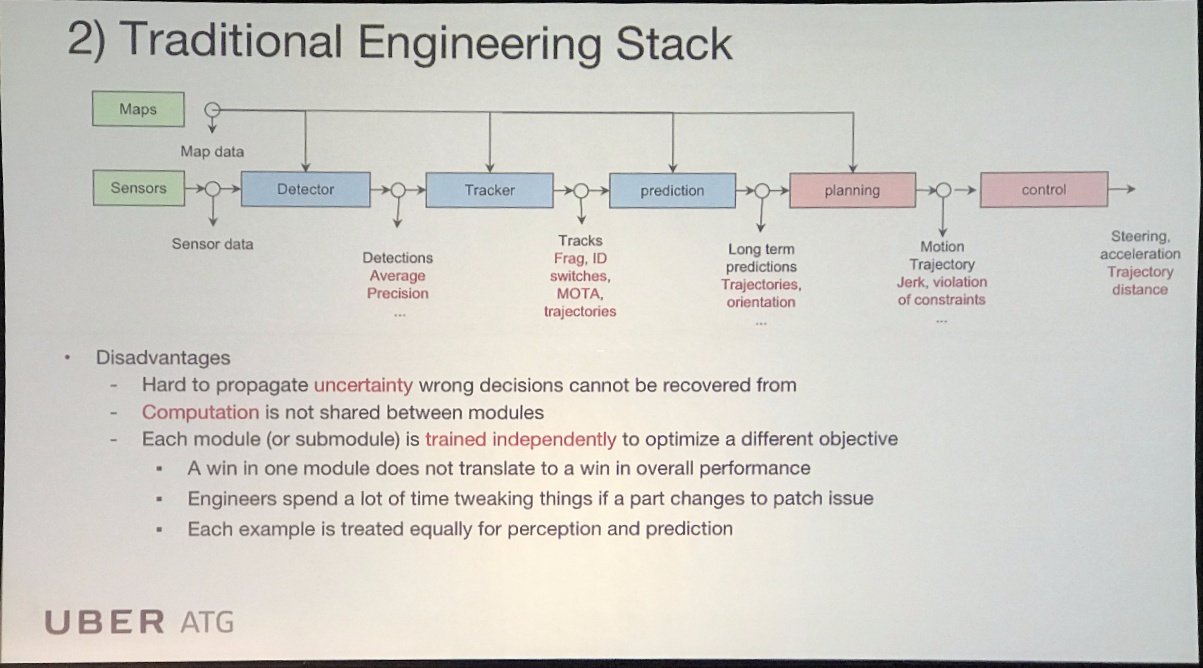 2) Traditional Engineering Stack
Maps
Map data
Sensors
Detector
Tracker
prediction
planning
control
Sensor data
Detections
Average
Precision
...
Tracks
Frag, ID
switches,
MOTA,
trajectories
Long term
predictions
Trajectories,
orientation
...
Motion
Trajectory
Jerk, violation
of constraints
...
Steering,
acceleration
Trajectory
distance
• Disadvantages
- Hard to propagate uncertainty wrong decisions cannot be recovered from
- Computation is not shared between modules
- Each module (or submodule) is trained independently to optimize a different objective
▪ A win in one module does not translate to a win in overall performance
▪ Engineers spend a lot of time tweaking things if a part changes to patch issue
▪ Each example is treated equally for perception and prediction
UBER ATG